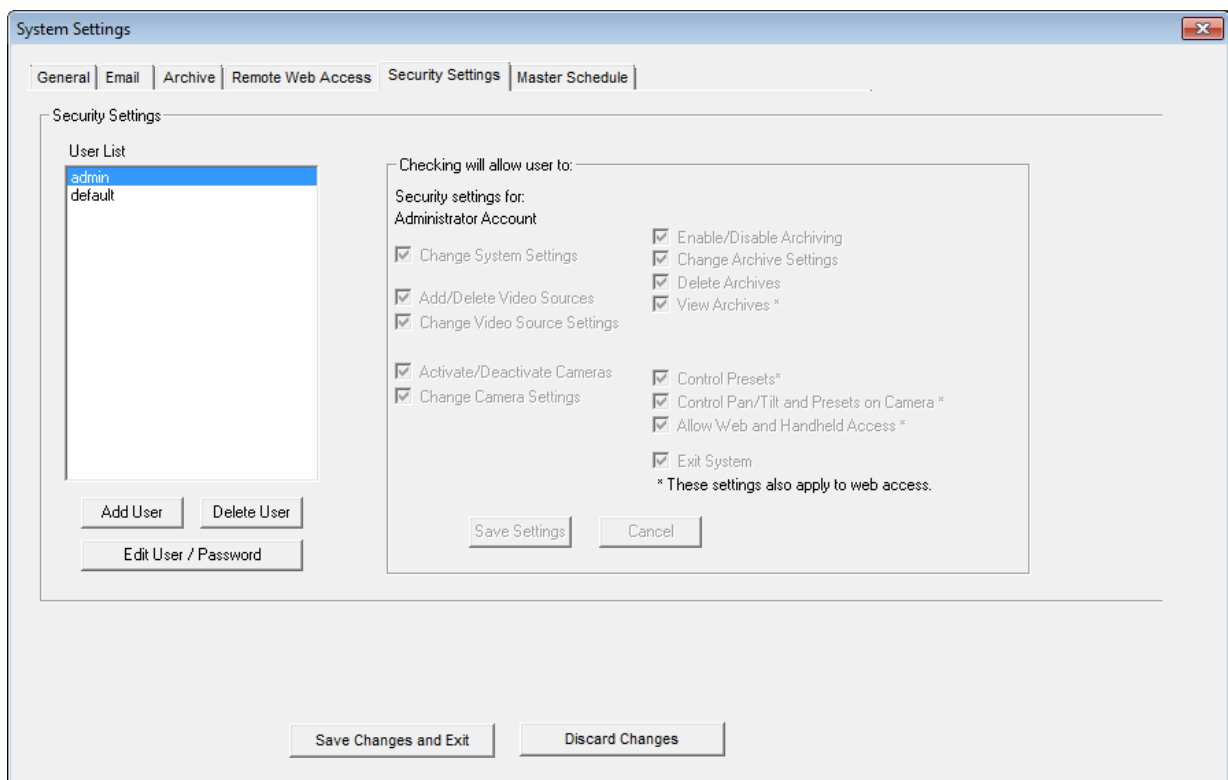 System Settings
General Email Archive Remote Web Access Security Settings Master Schedule
Security Settings
User List
admin
default
Add User Delete User
Edit User / Password
Checking will allow user to:
Security settings for:
Administrator Account
Change System Settings
Add/Delete Video Sources
Change Video Source Settings
Activate/Deactivate Cameras
Change Camera Settings
Enable/Disable Archiving
Change Archive Settings
Delete Archives
View Archives *
Control Presets*
Control Pan/Tilt and Presets on Camera *
Allow Web and Handheld Access *
Exit System
* These settings also apply to web access.
Save Settings Cancel
Save Changes and Exit Discard Changes